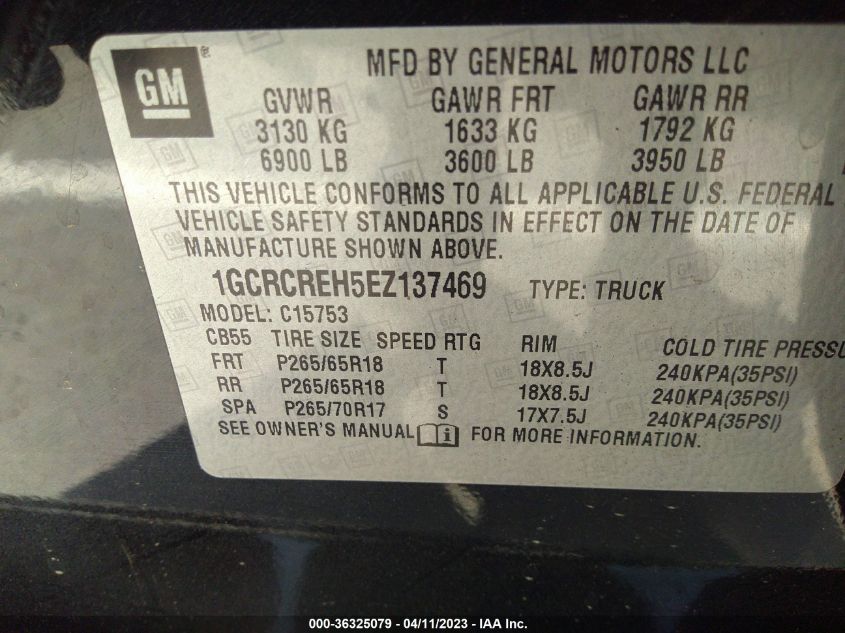 GM ®
MFD BY GENERAL MOTORS LLC
GVWR GAWR FRT GAWR RR
3130 KG 1633 KG 1792 KG
6900 LB 3600 LB 3950 LB
THIS VEHICLE CONFORMS TO ALL APPLICABLE U.S. FEDERAL
VEHICLE SAFETY STANDARDS IN EFFECT ON THE DATE OF
MANUFACTURE SHOWN ABOVE.
1GCRCREH5EZ137469 TYPE: TRUCK
MODEL: C15753
CB55 TIRE SIZE SPEED RTG RIM COLD TIRE PRESSU
FRT P265/65R18 T 18X8.5J 240KPA(35PSI)
RR P265/65R18 T 18X8.5J 240KPA(35PSI)
SPA P265/70R17 S 17X7.5J 240KPA(35PSI)
SEE OWNER'S MANUAL i FOR MORE INFORMATION.
000-36325079 - 04/11/2023 - IAA Inc.